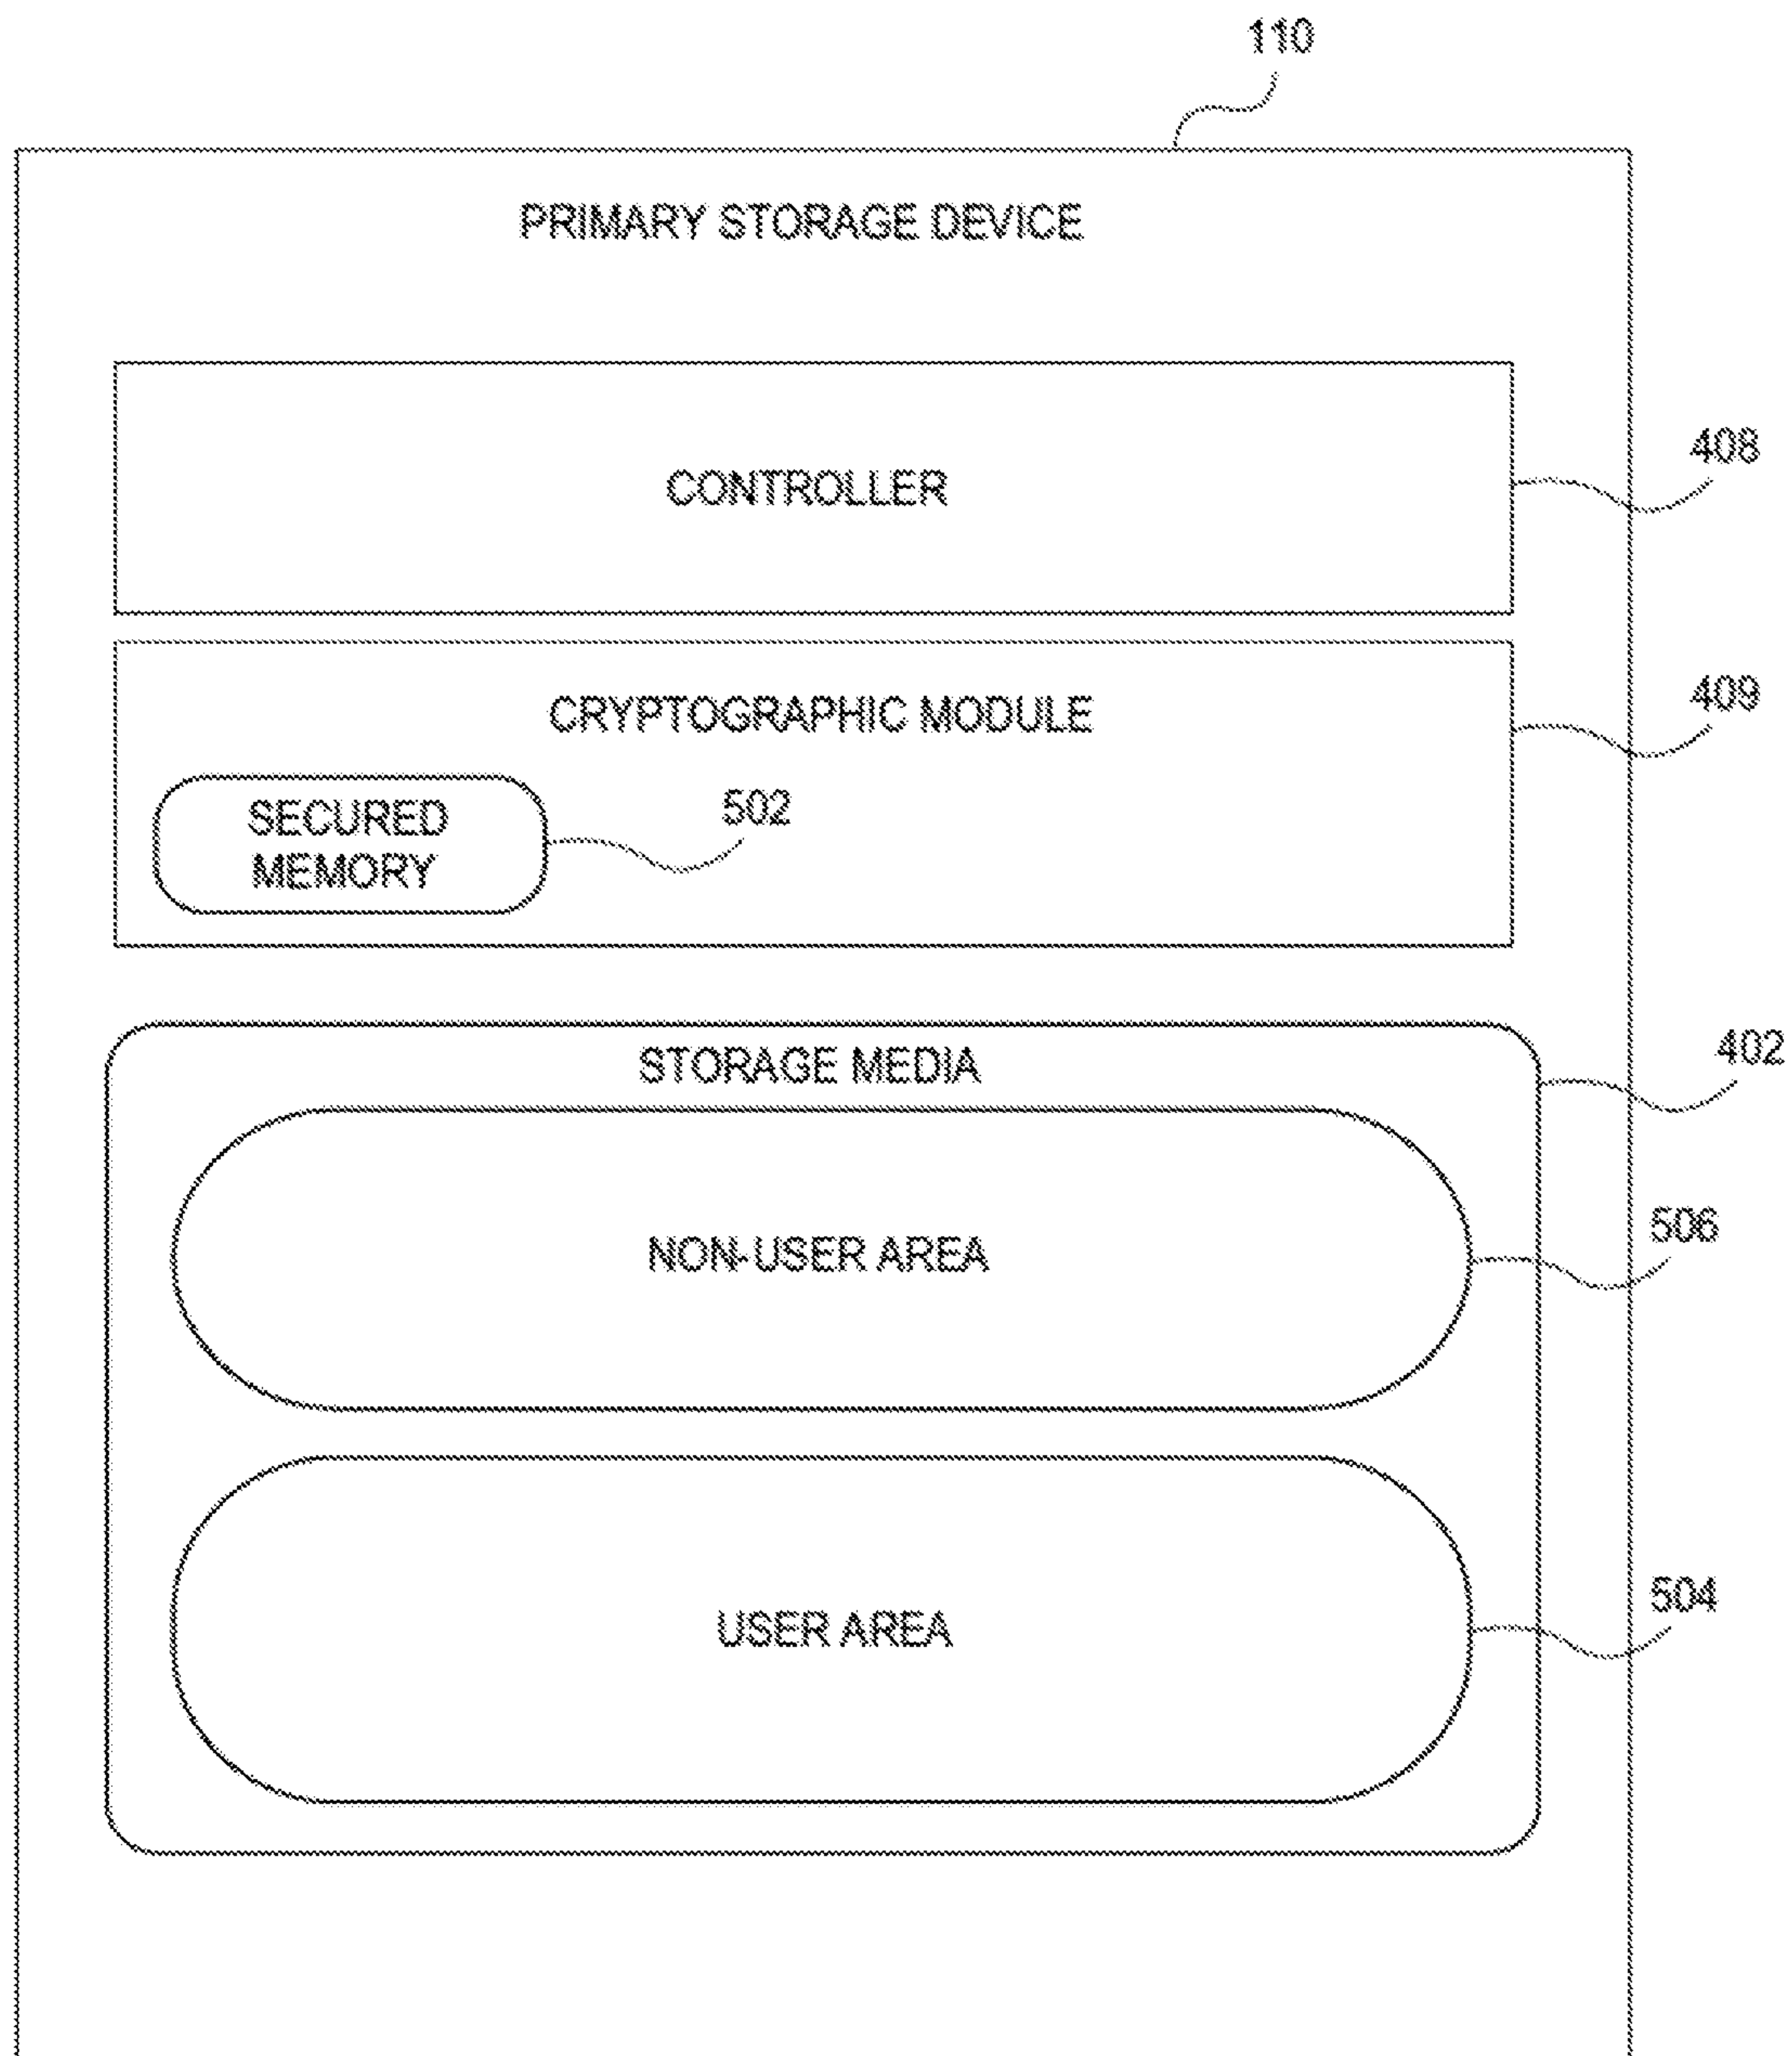 110
PRIMARY STORAGE DEVICE
CONTROLLER
408
CRYPTOGRAPHIC MODULE
409
SECURED
MEMORY
502
STORAGE MEDIA
402
NON-USER AREA
506
USER AREA
504